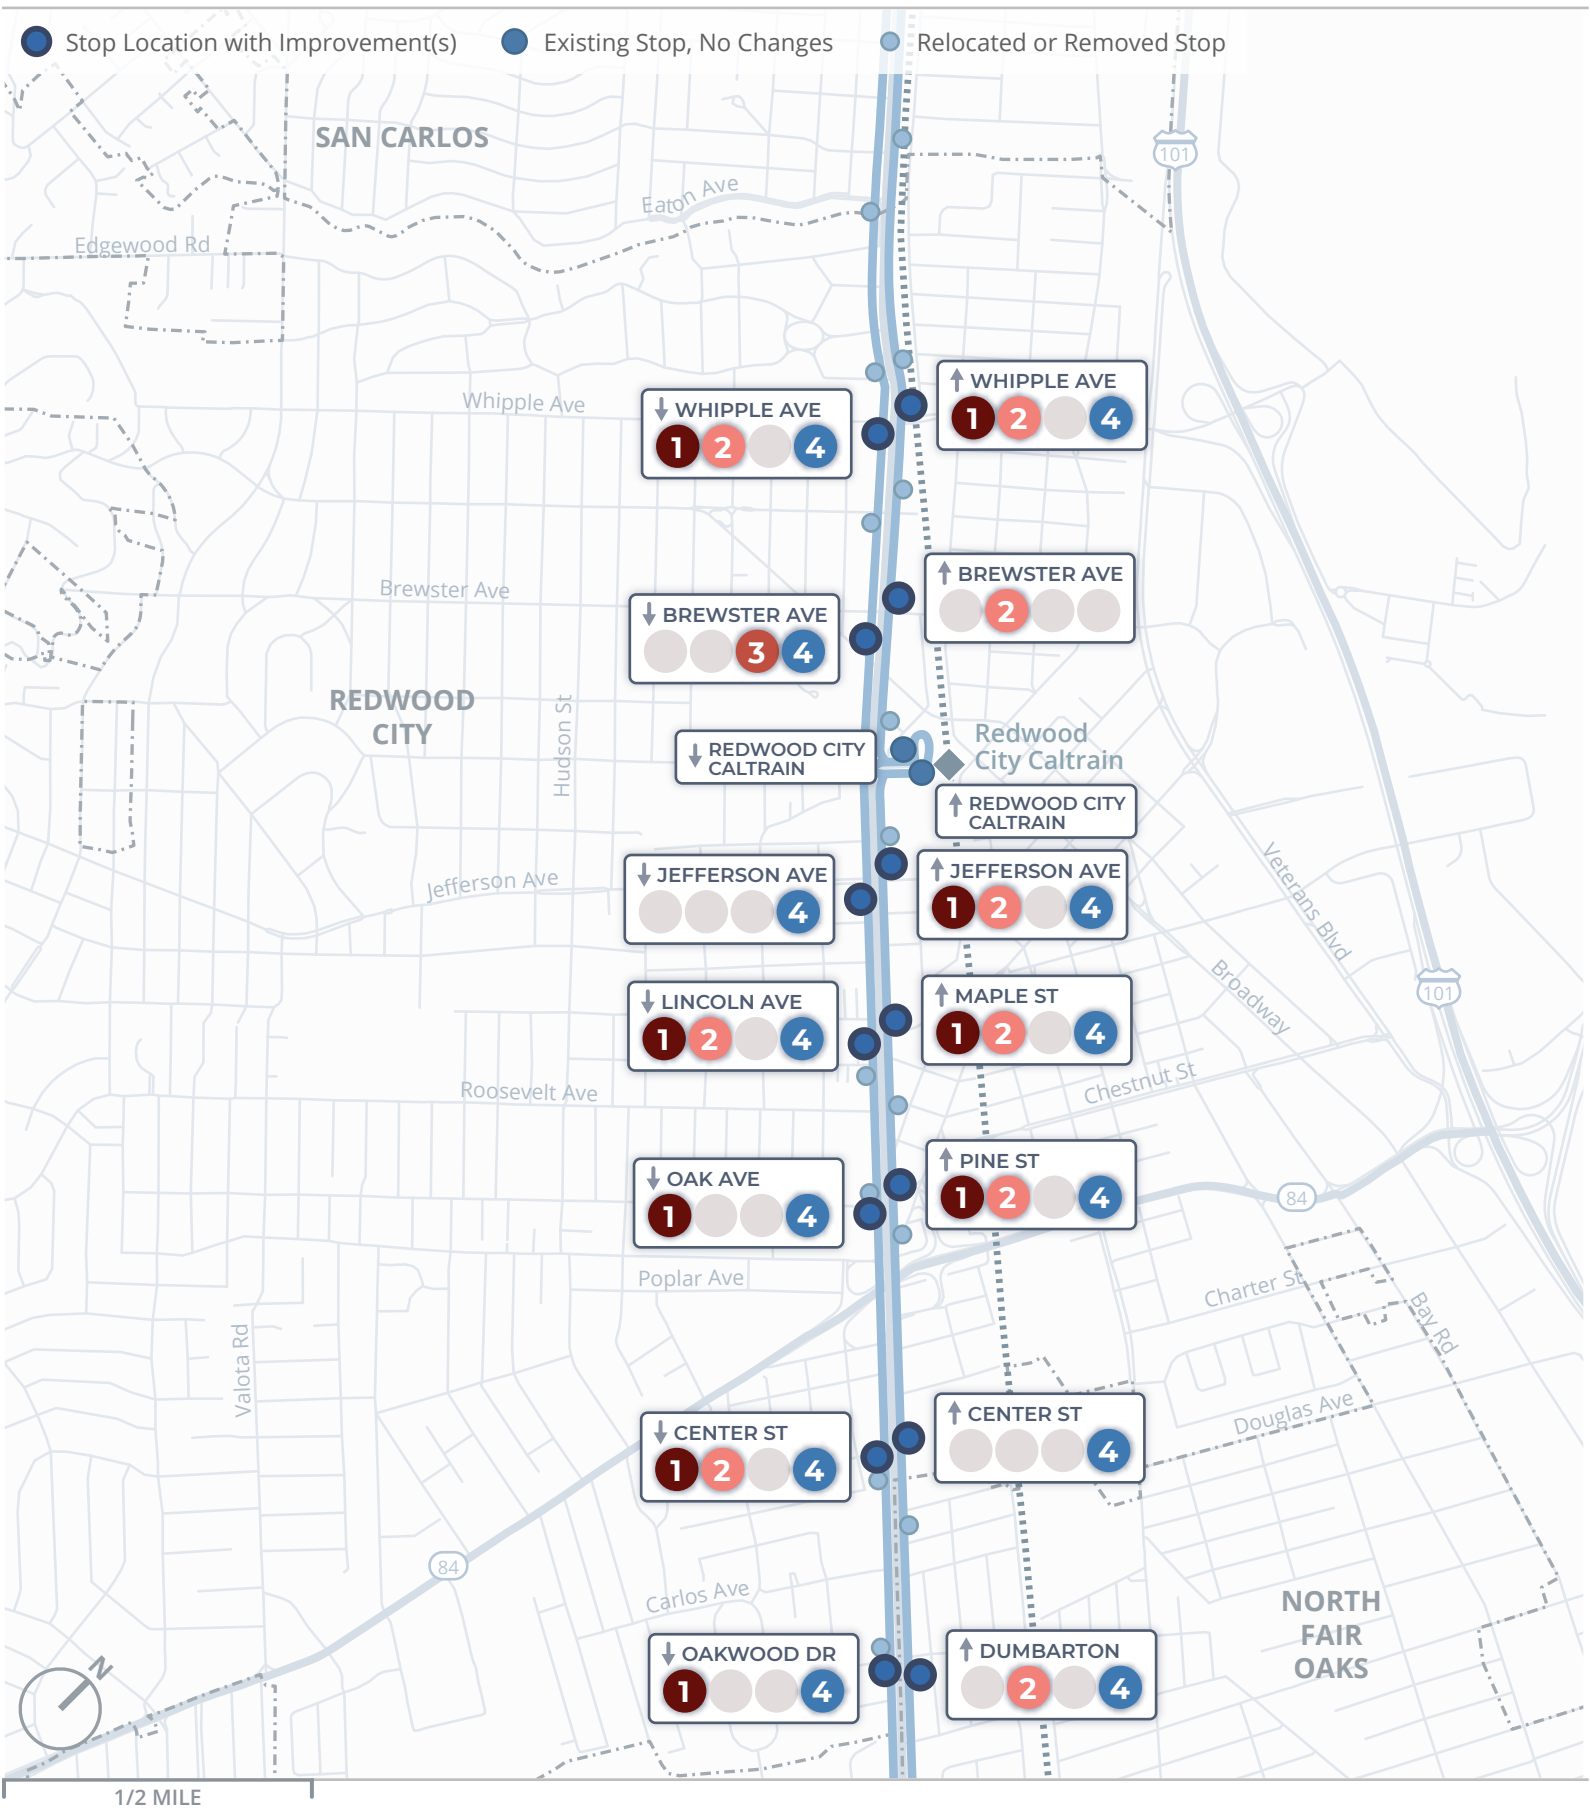 Stop Location with Improvement(s)
Existing Stop, No Changes
Relocated or Removed Stop
SAN CARLOS
101
Eaton Ave
Edgewood Rd
↑ WHIPPLE AVE
1 2 4
Whipple Ave
↓ WHIPPLE AVE
1 2 4
↑ BREWSTER AVE
2
Brewster Ave
↓ BREWSTER AVE
3 4
REDWOOD
CITY
Hudson St
↓ REDWOOD CITY
CALTRAIN
Redwood
City Caltrain
↑ REDWOOD CITY
CALTRAIN
↓ JEFFERSON AVE
4
↑ JEFFERSON AVE
1 2 4
Jefferson Ave
Veterans Blvd
Broadway
101
↓ LINCOLN AVE
1 2 4
↑ MAPLE ST
1 2 4
Roosevelt Ave
Chestnut St
↓ OAK AVE
1 4
↑ PINE ST
1 2 4
84
Poplar Ave
Charter St
Bay Rd
Valota Rd
↓ CENTER ST
1 2 4
↑ CENTER ST
4
Douglas Ave
84
Carlos Ave
NORTH
FAIR
OAKS
↓ OAKWOOD DR
1 4
↑ DUMBARTON
2 4
N
1/2 MILE